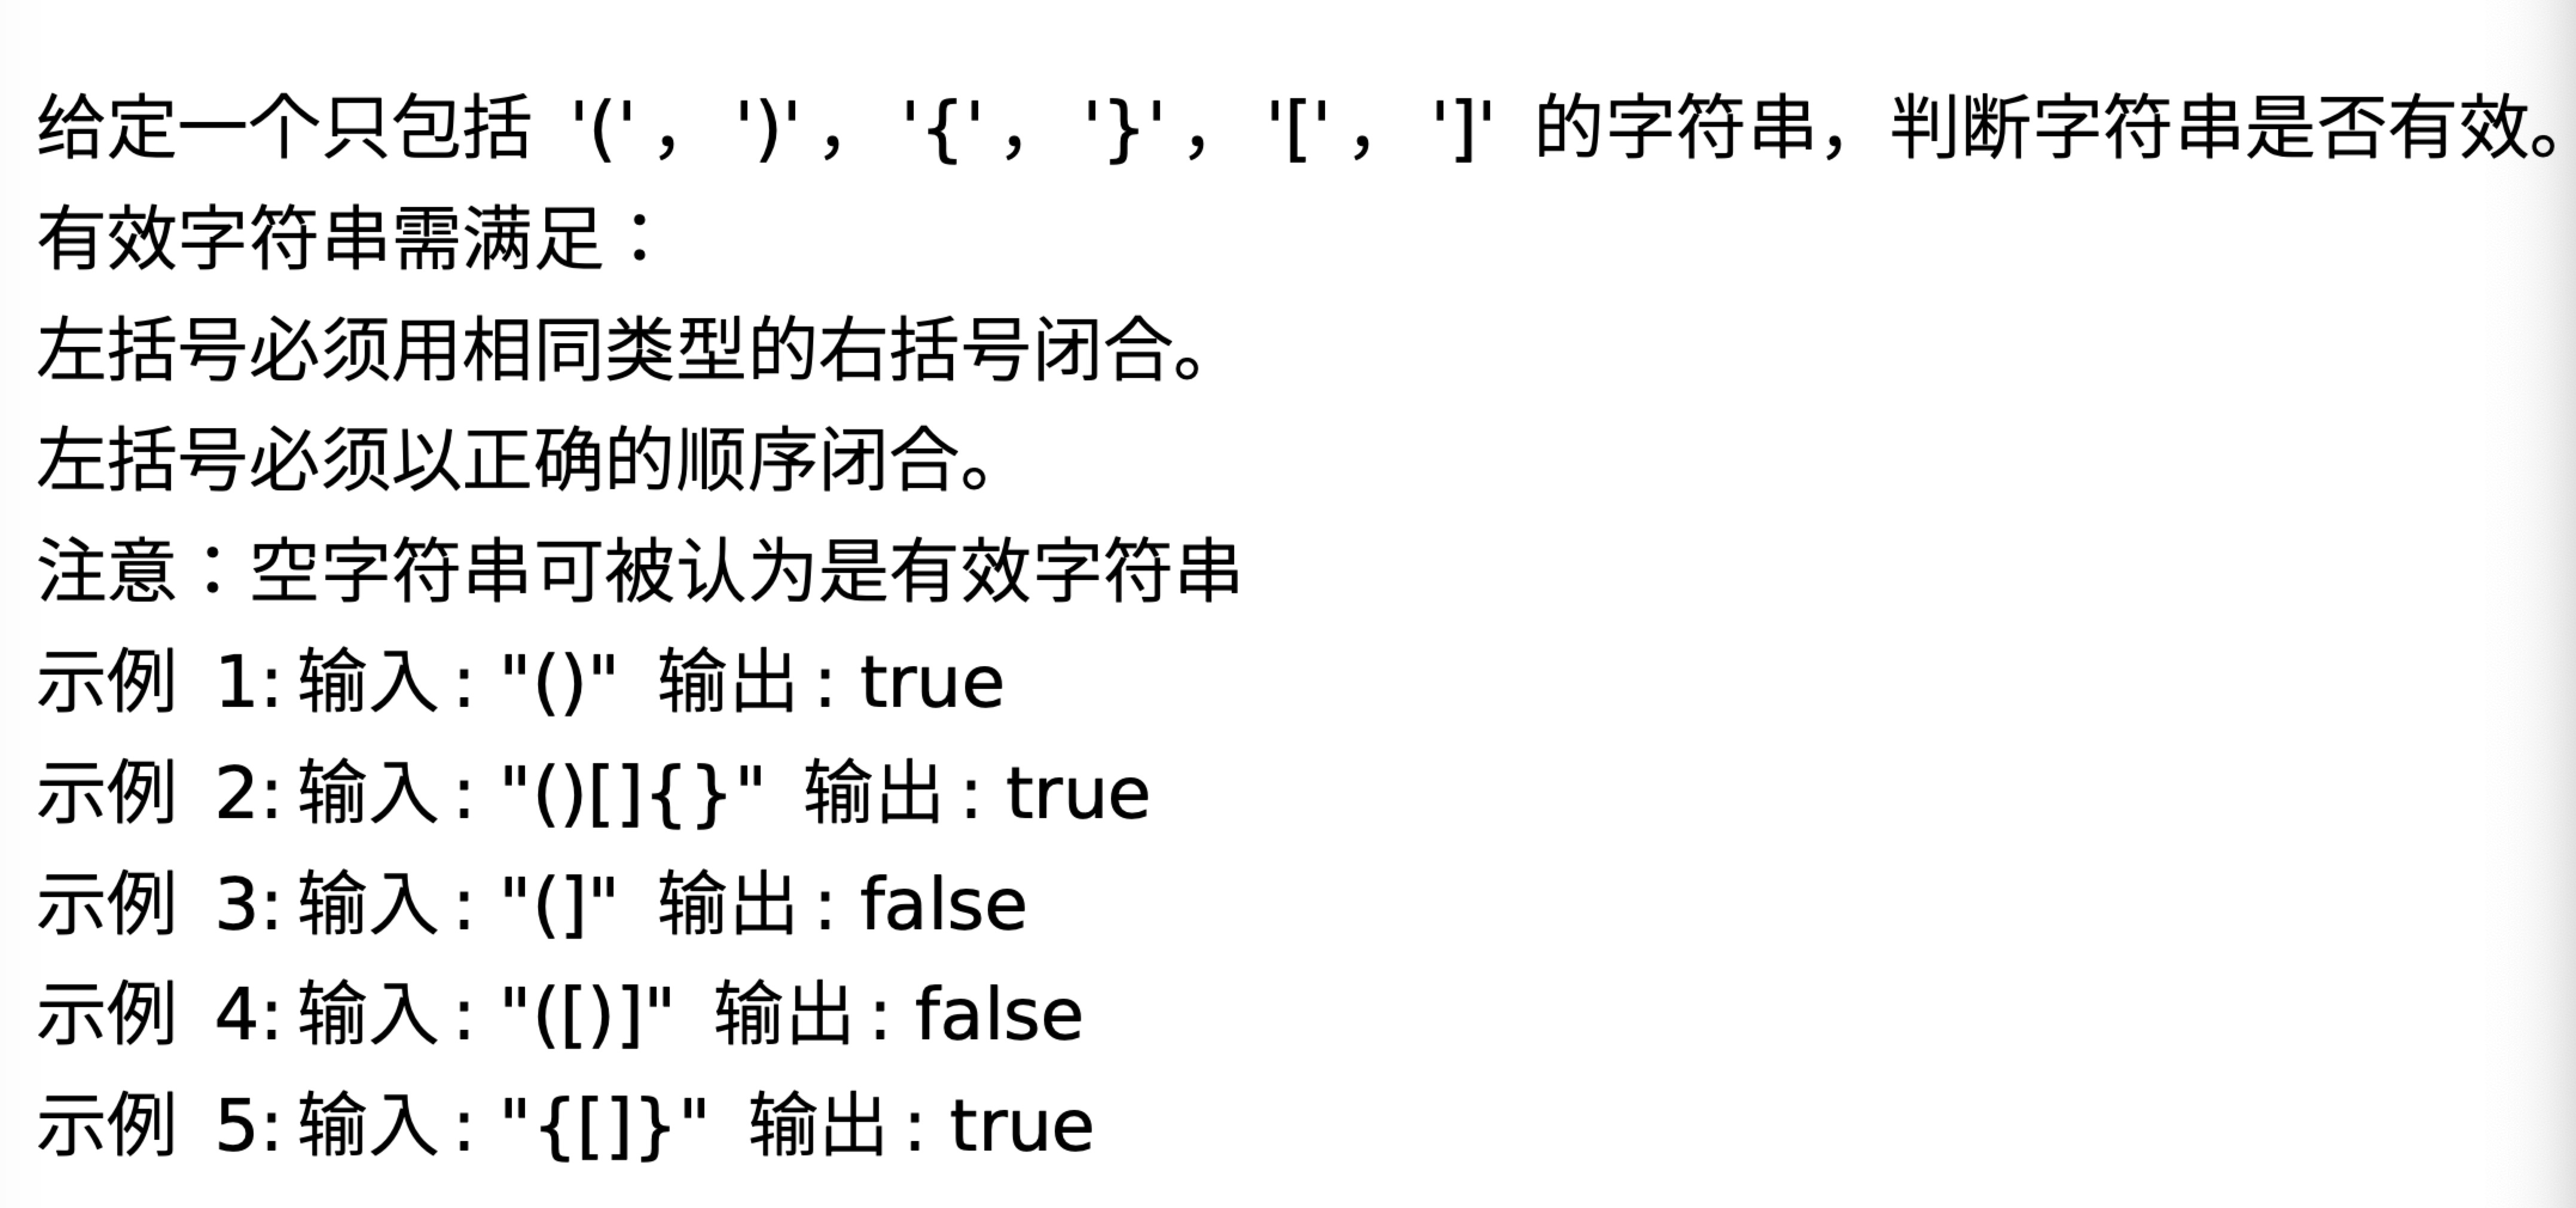 给定一个只包括 '('，')'，'{'，'}'，'['，']' 的字符串，判断字符串是否有效。
有效字符串需满足：
左括号必须用相同类型的右括号闭合。
左括号必须以正确的顺序闭合。
注意：空字符串可被认为是有效字符串
示例 1: 输入: "()" 输出: true
示例 2: 输入: "()[]{}" 输出: true
示例 3: 输入: "(]" 输出: false
示例 4: 输入: "([)]" 输出: false
示例 5: 输入: "{[]}" 输出: true